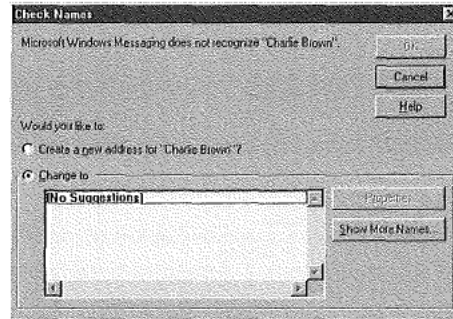 Check Names
Microsoft Windows Messaging does not recognize "Charlie Brown".
OK
Cancel
Help
Would you like to:
Create a new address for "Charlie Brown"?
Change to
(No Suggestions)
Properties
Show More Names...